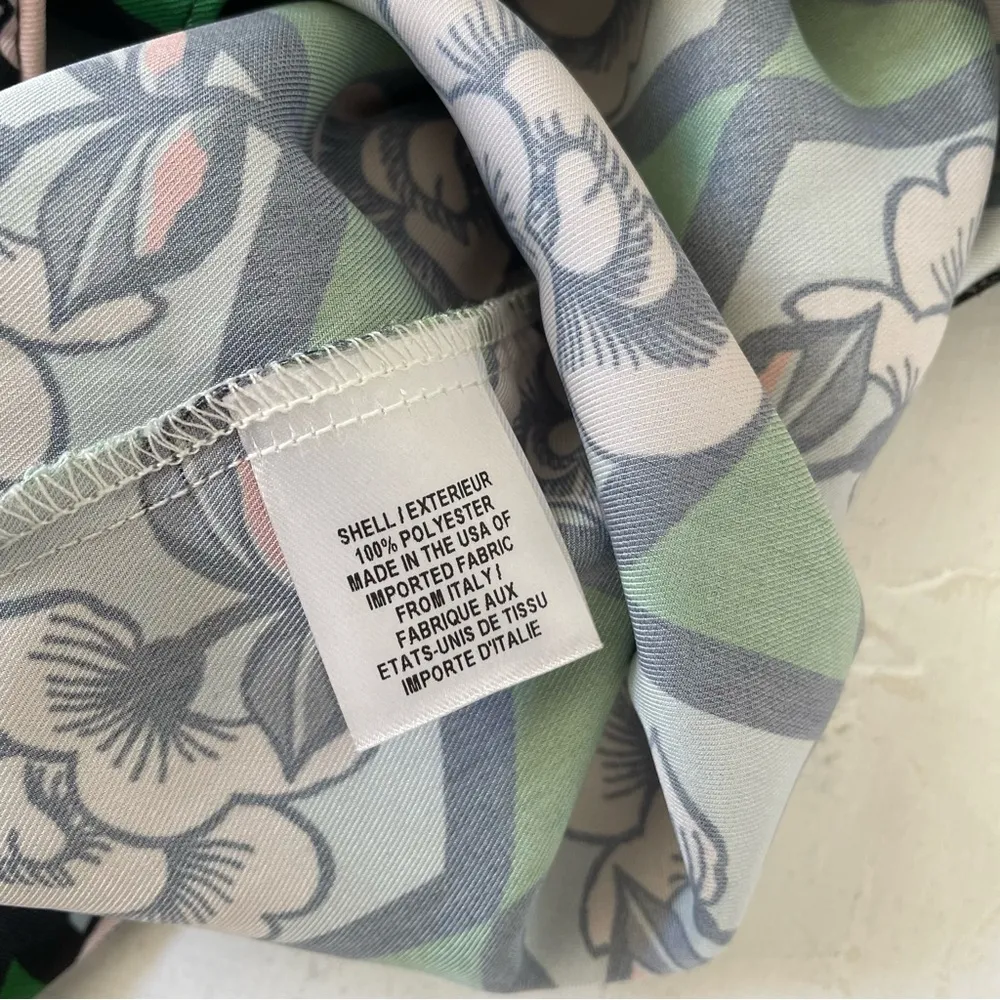 SHELL / EXTERIEUR
100% POLYESTER
MADE IN THE USA OF
IMPORTED FABRIC
FROM ITALY /
FABRIQUE AUX
ETATS-UNIS DE TISSU
IMPORTE D'ITALIE